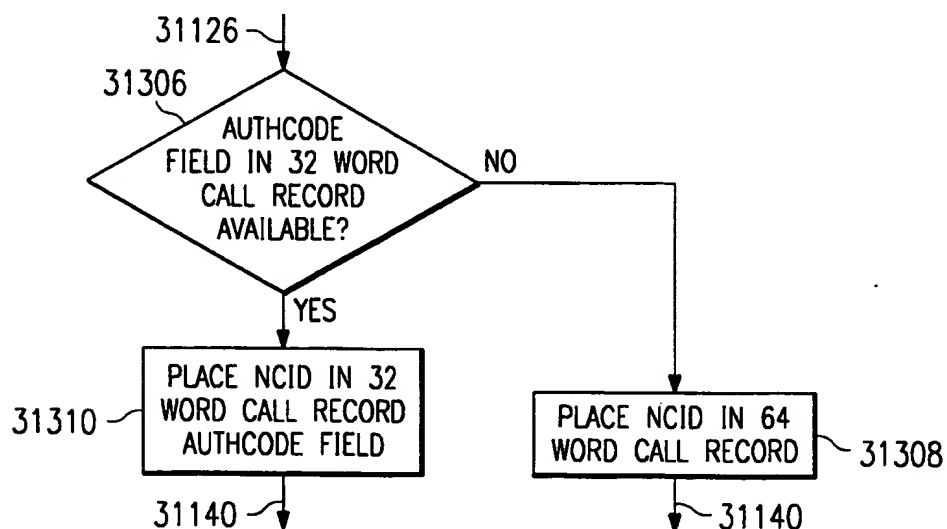 31126
31306
AUTHCODE
FIELD IN 32 WORD
CALL RECORD
AVAILABLE?
NO
YES
PLACE NCID IN 32
WORD CALL RECORD
AUTHCODE FIELD
31310
PLACE NCID IN 64
WORD CALL RECORD
31308
31140
31140